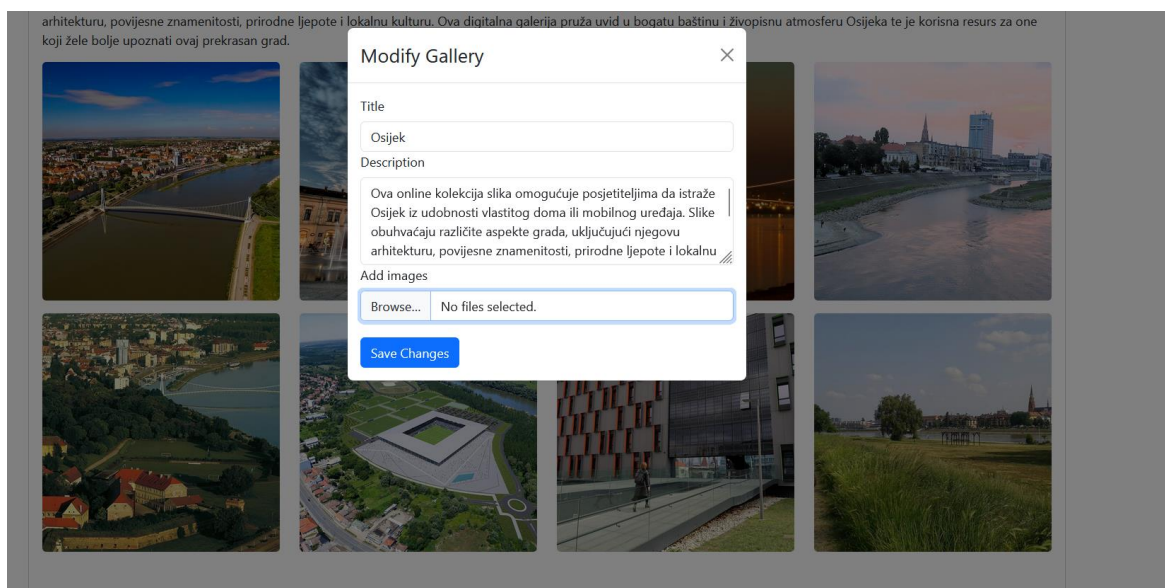 arhitekturu, povijesne znamenitosti, prirodne ljepote i lokalnu kulturu. Ova digitalna galerija pruža uvid u bogatu baštinu i živopisnu atmosferu Osijeka te je korisna resurs za one
koji žele bolje upoznati ovaj prekrasan grad.
Modify Gallery
Title
Osijek
Description
Ova online kolekcija slika omogućuje posjetiteljima da istraže
Osijek iz udobnosti vlastitog doma ili mobilnog uređaja. Slike
obuhvaćaju različite aspekte grada, uključujući njegovu
arhitekturu, povijesne znamenitosti, prirodne ljepote i lokalnu
Add images
Browse... No files selected.
Save Changes